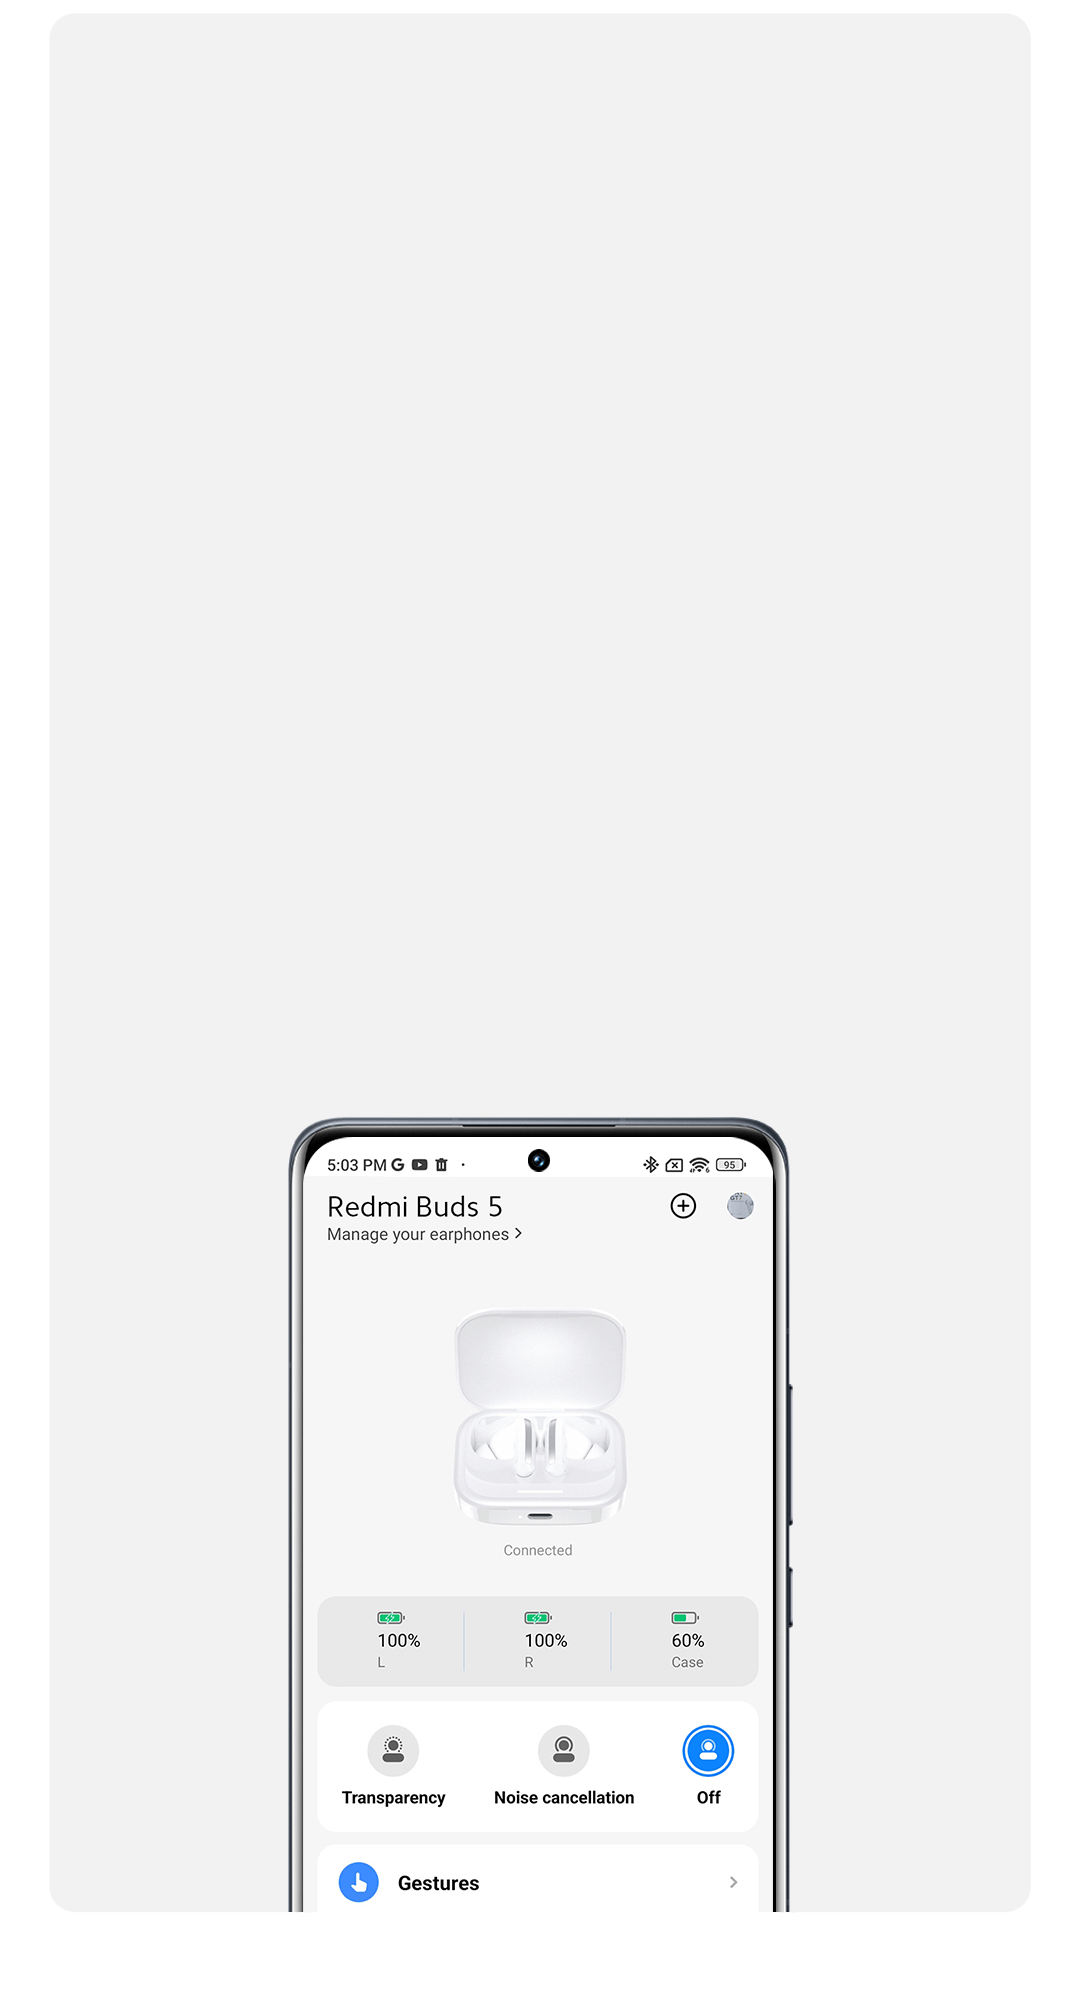 5:03 PM
95
Redmi Buds 5
Manage your earphones
Connected
100% 100% 60%
L R Case
Transparency Noise cancellation Off
Gestures